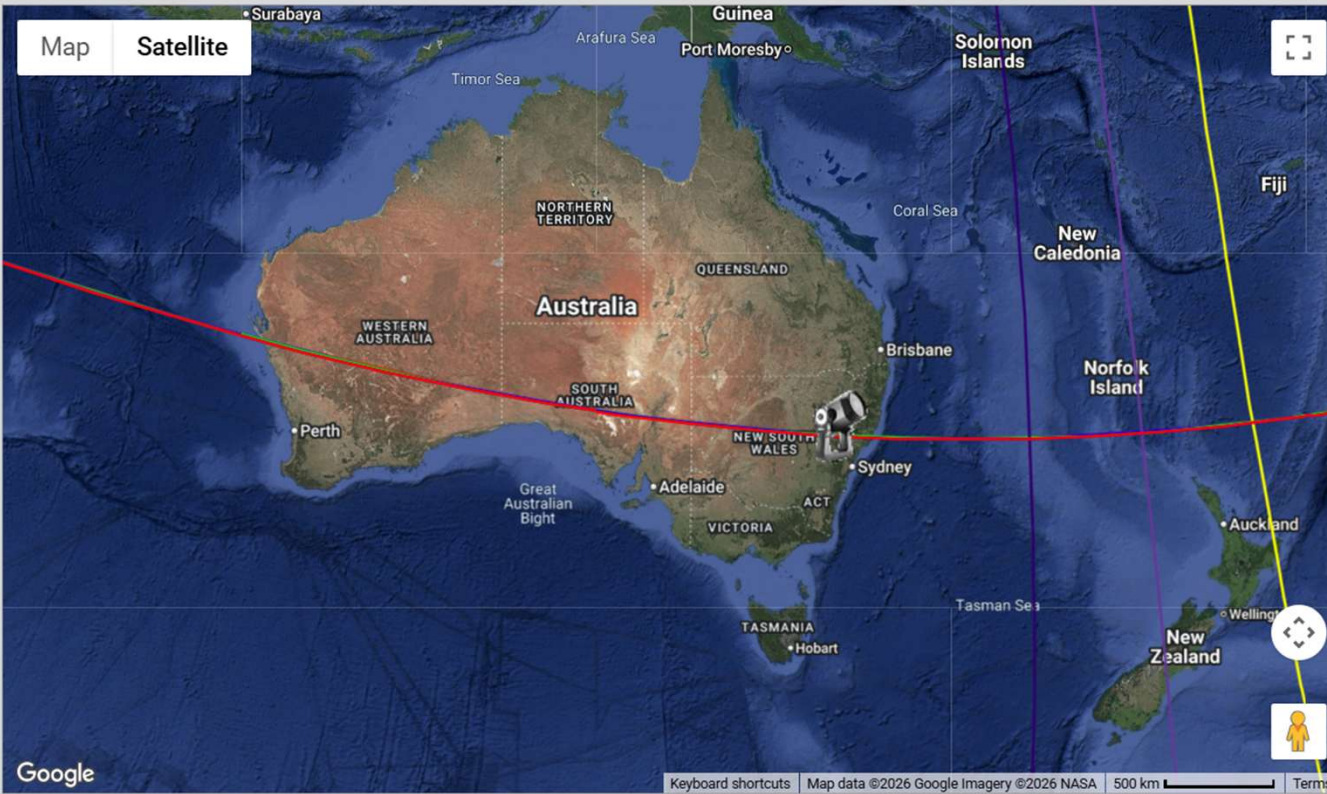 Surabaya
Guinea
Map
Satellite
Arafura Sea
Port Moresby
Solomon
Islands
Timor Sea
Fiji
NORTHERN
TERRITORY
Coral Sea
New
Caledonia
QUEENSLAND
Australia
WESTERN
AUSTRALIA
Brisbane
Norfolk
Island
SOUTH
AUSTRALIA
Perth
NEW SOUTH
WALES
Sydney
Adelaide
Great
Australian
Bight
ACT
VICTORIA
Auckland
Tasman Sea
Wellingt
TASMANIA
Hobart
New
Zealand
Google
Keyboard shortcuts
Map data ©2026 Google Imagery ©2026 NASA
500 km
Terms